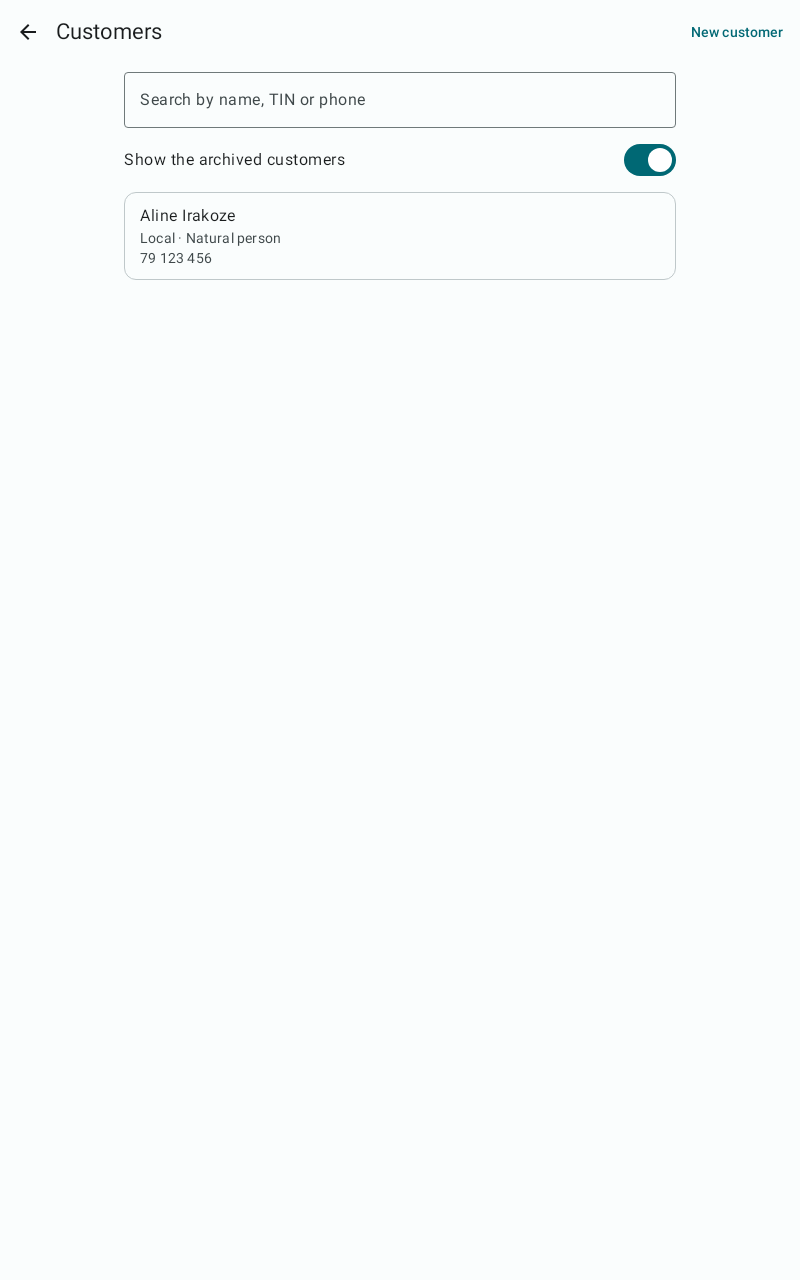 Customers
New customer
Search by name, TIN or phone
Show the archived customers
Aline Irakoze
Local · Natural person
79 123 456